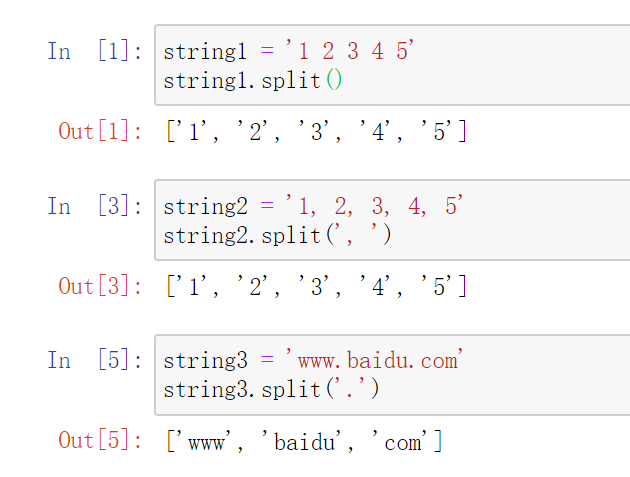 In [1]: string1 = '1 2 3 4 5'
string1.split()
Out[1]: ['1', '2', '3', '4', '5']
In [3]: string2 = '1, 2, 3, 4, 5'
string2.split(', ')
Out[3]: ['1', '2', '3', '4', '5']
In [5]: string3 = 'www.baidu.com'
string3.split('.')
Out[5]: ['www', 'baidu', 'com']